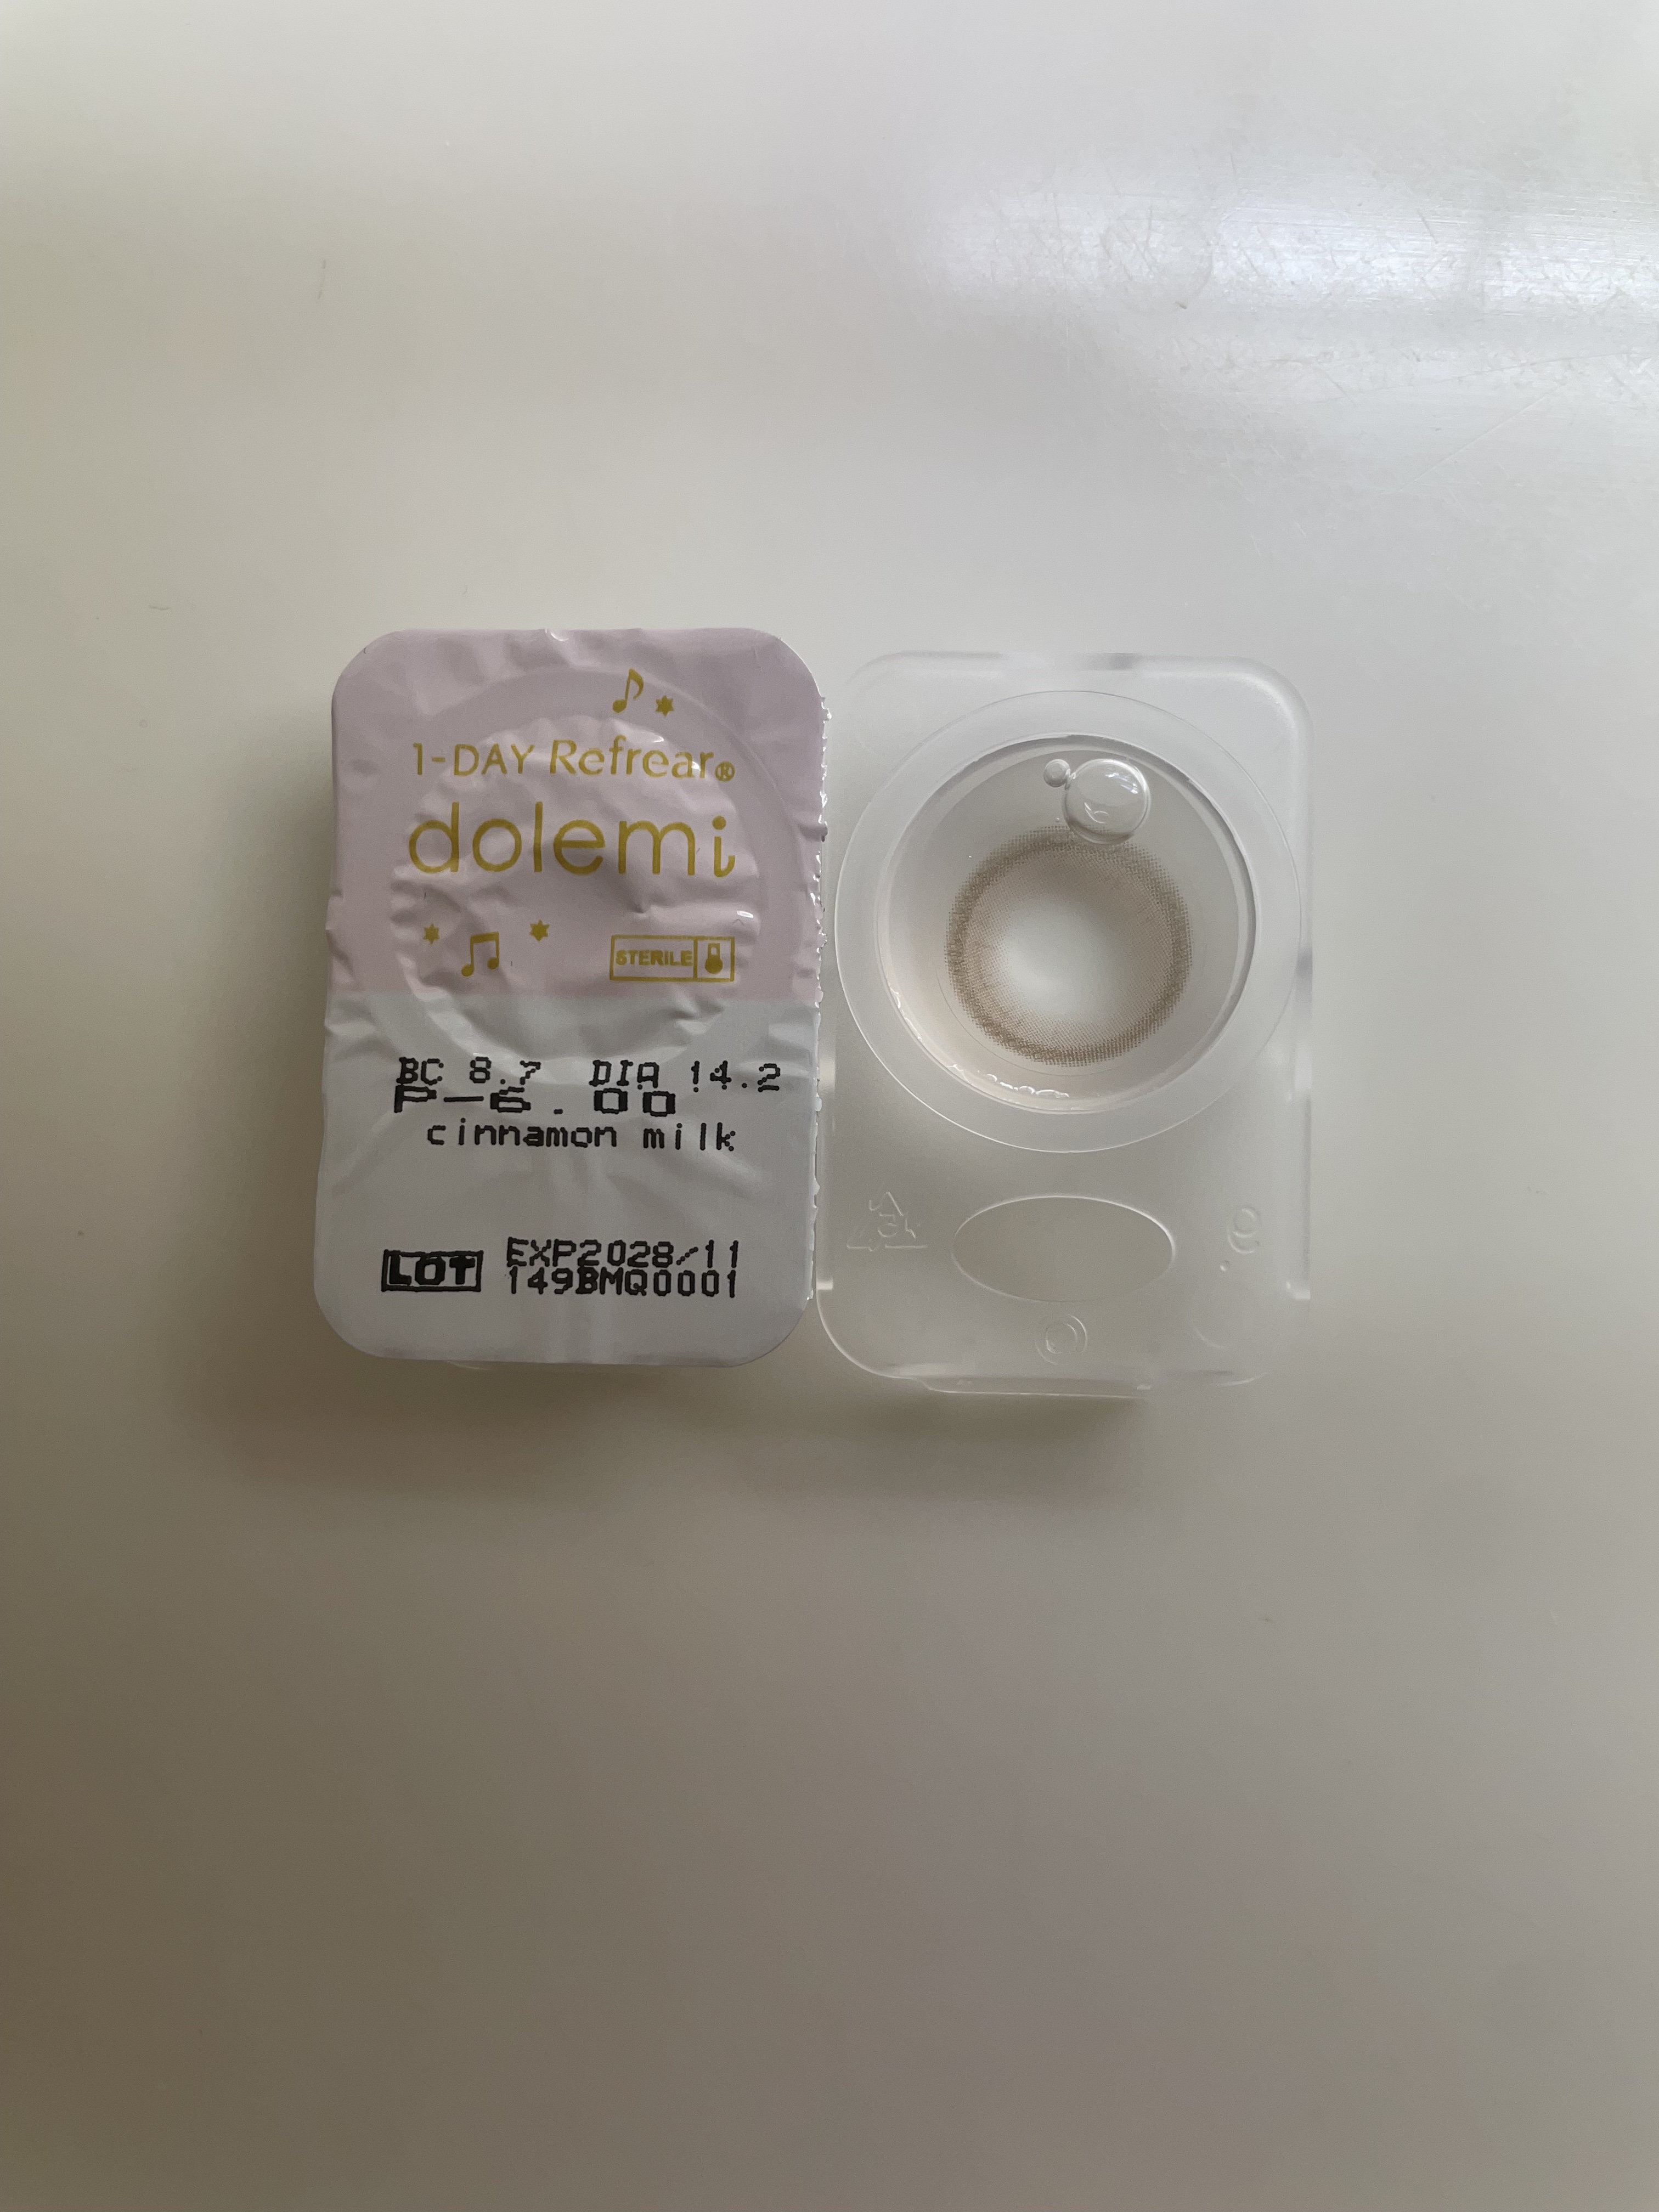 1-DAY Refrear®
dolemi
STERILE
BC 8.7 DIA 14.2
P-6.00
cinnamon milk
LOT EXP2028/11
149BMQ0001